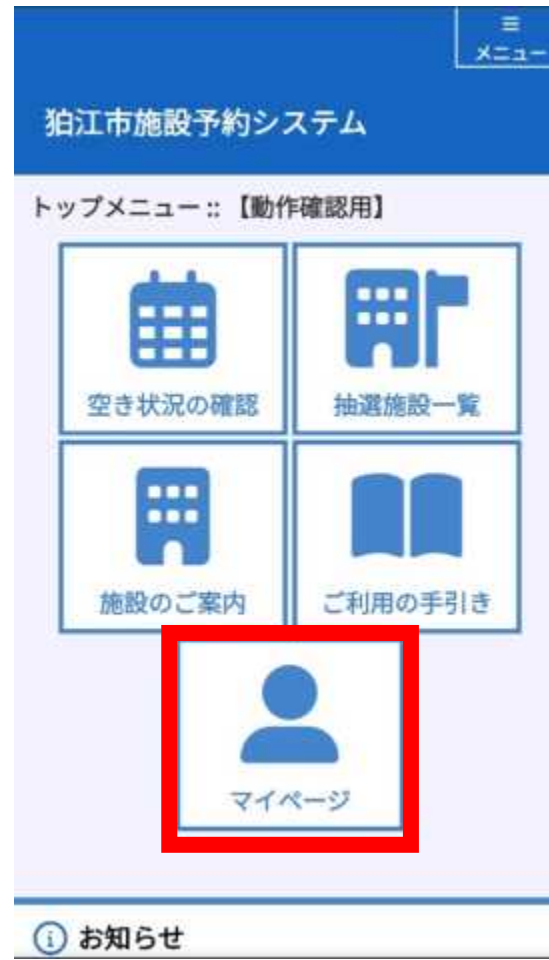 メニュー
狛江市施設予約システム
トップメニュー :: 【動作確認用】
空き状況の確認
抽選施設一覧
施設のご案内
ご利用の手引き
マイページ
お知らせ